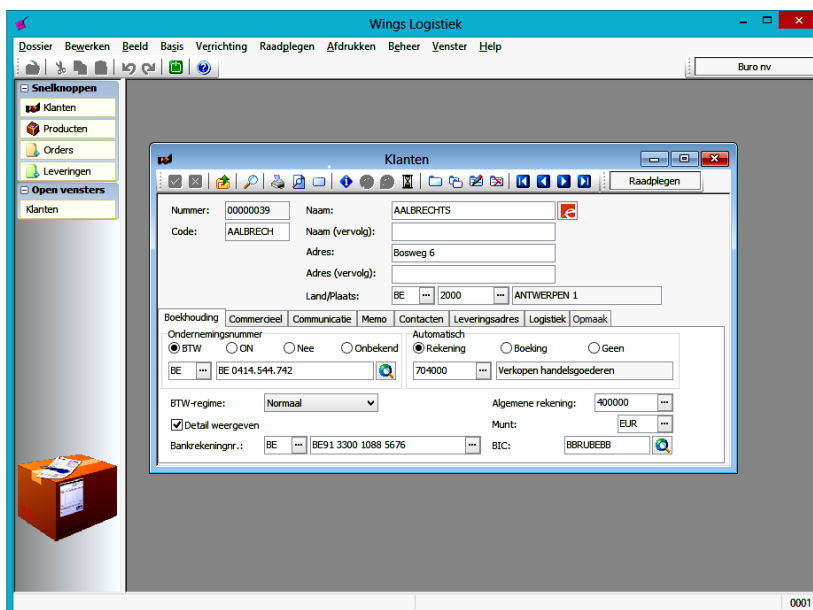 Wings Logistiek
Dossier Bewerken Beeld Basis Verrichting Raadplegen Afdrukken Beheer Venster Help
Buro nv
Snelknoppen
Klanten
Producten
Orders
Leveringen
Open vensters
Klanten
Klanten
Raadplegen
Nummer: 00000039 Naam: AALBRECHTS
Code: AALBRECH Naam (vervolg):
Adres: Bosweg 6
Adres (vervolg):
Land/Plaats: BE ... 2000 ... ANTWERPEN 1
Boekhouding Commercieel Communicatie Memo Contacten Leveringsadres Logistiek Opmaak
Ondernemingsnummer Automatisch
BTW ON Nee Onbekend Rekening Boeking Geen
BE ... BE 0414.544.742 704000 ... Verkopen handelsgoederen
BTW-regime: Normaal Algemene rekening: 400000 ...
Detail weergeven Munt: EUR ...
Bankrekeningnr.: BE ... BE91 3300 1088 5676 ... BIC: BBRUBEBB
0001